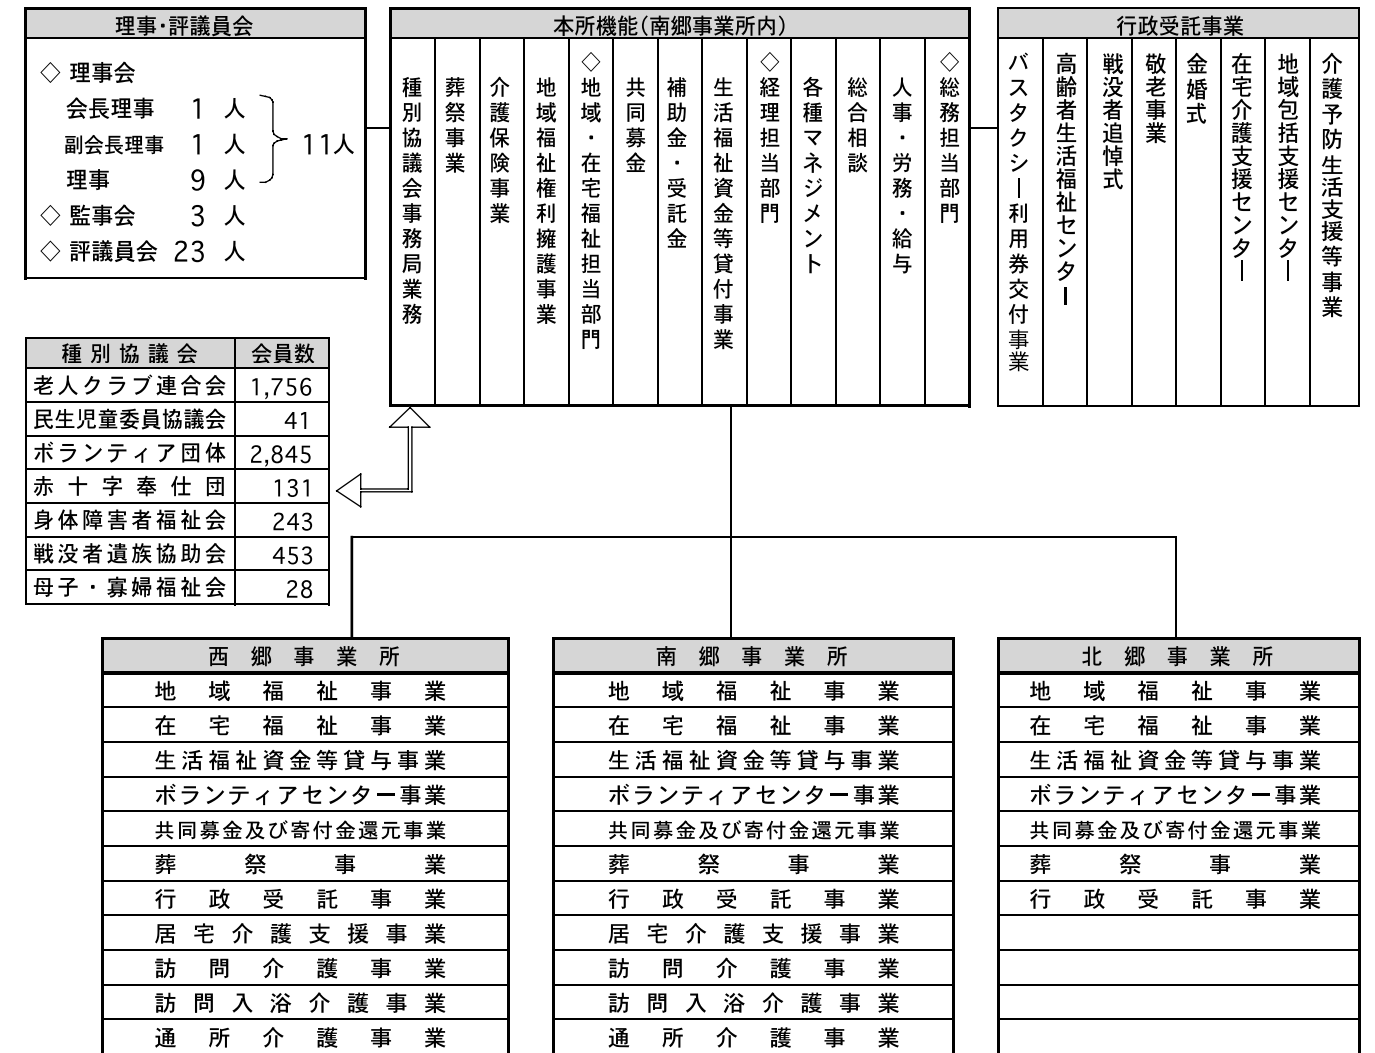 理事･評議員会
◇ 理事会
会長理事 1 人
副会長理事 1 人
理事 9 人
11人
◇ 監事会 3 人
◇ 評議員会 23 人
本所機能(南郷事業所内)
種別協議会事務局業務
葬祭事業
介護保険事業
地域福祉権利擁護事業
◇地域・在宅福祉担当部門
共同募金
補助金・受託金
生活福祉資金等貸付事業
◇経理担当部門
各種マネジメント
総合相談
人事・労務・給与
◇総務担当部門
行政受託事業
バスタクシー利用券交付事業
高齢者生活福祉センター
戦没者追悼式
敬老事業
金婚式
在宅介護支援センター
地域包括支援センター
介護予防生活支援等事業
種別協議会 会員数
老人クラブ連合会 1,756
民生児童委員協議会 41
ボランティア団体 2,845
赤十字奉仕団 131
身体障害者福祉会 243
戦没者遺族協助会 453
母子・寡婦福祉会 28
西郷事業所
地域福祉事業
在宅福祉事業
生活福祉資金等貸与事業
ボランティアセンター事業
共同募金及び寄付金還元事業
葬祭事業
行政受託事業
居宅介護支援事業
訪問介護事業
訪問入浴介護事業
通所介護事業
南郷事業所
地域福祉事業
在宅福祉事業
生活福祉資金等貸与事業
ボランティアセンター事業
共同募金及び寄付金還元事業
葬祭事業
行政受託事業
居宅介護支援事業
訪問介護事業
訪問入浴介護事業
通所介護事業
北郷事業所
地域福祉事業
在宅福祉事業
生活福祉資金等貸与事業
ボランティアセンター事業
共同募金及び寄付金還元事業
葬祭事業
行政受託事業